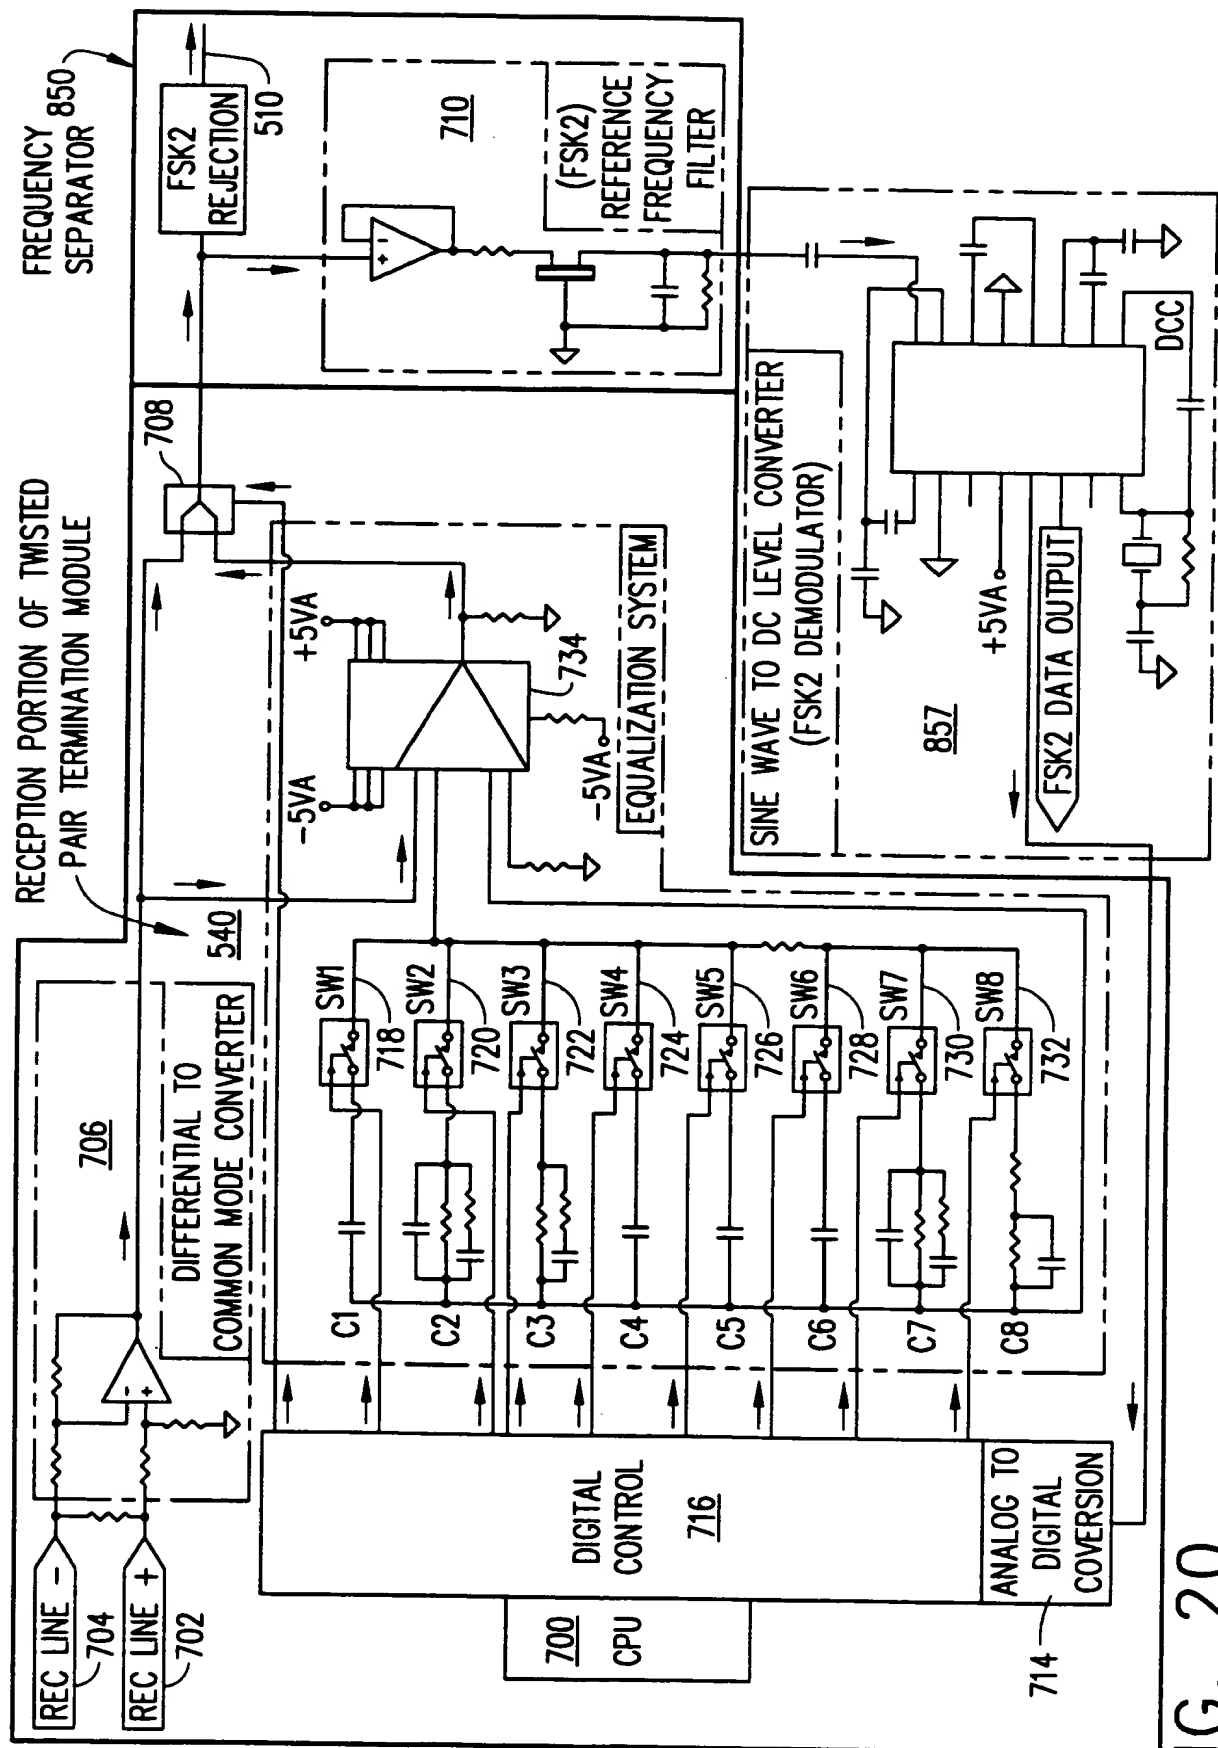 FREQUENCY
SEPARATOR
850
FSK2
REJECTION
510
710
(FSK2)
REFERENCE
FREQUENCY
FILTER
RECEPTION PORTION OF TWISTED
PAIR TERMINATION MODULE
708
540
706
DIFFERENTIAL TO
COMMON MODE CONVERTER
REC LINE -
704
REC LINE +
702
-
+
-
+
-5VA
+5VA
734
-5VA
EQUALIZATION SYSTEM
SW1
718
SW2
720
SW3
722
SW4
724
SW5
726
SW6
728
SW7
730
SW8
732
C1
C2
C3
C4
C5
C6
C7
C8
DIGITAL
CONTROL
716
700
CPU
ANALOG TO
DIGITAL
COVERSION
714
SINE WAVE TO DC LEVEL CONVERTER
(FSK2 DEMODULATOR)
857
+5VA
FSK2 DATA OUTPUT
DCC